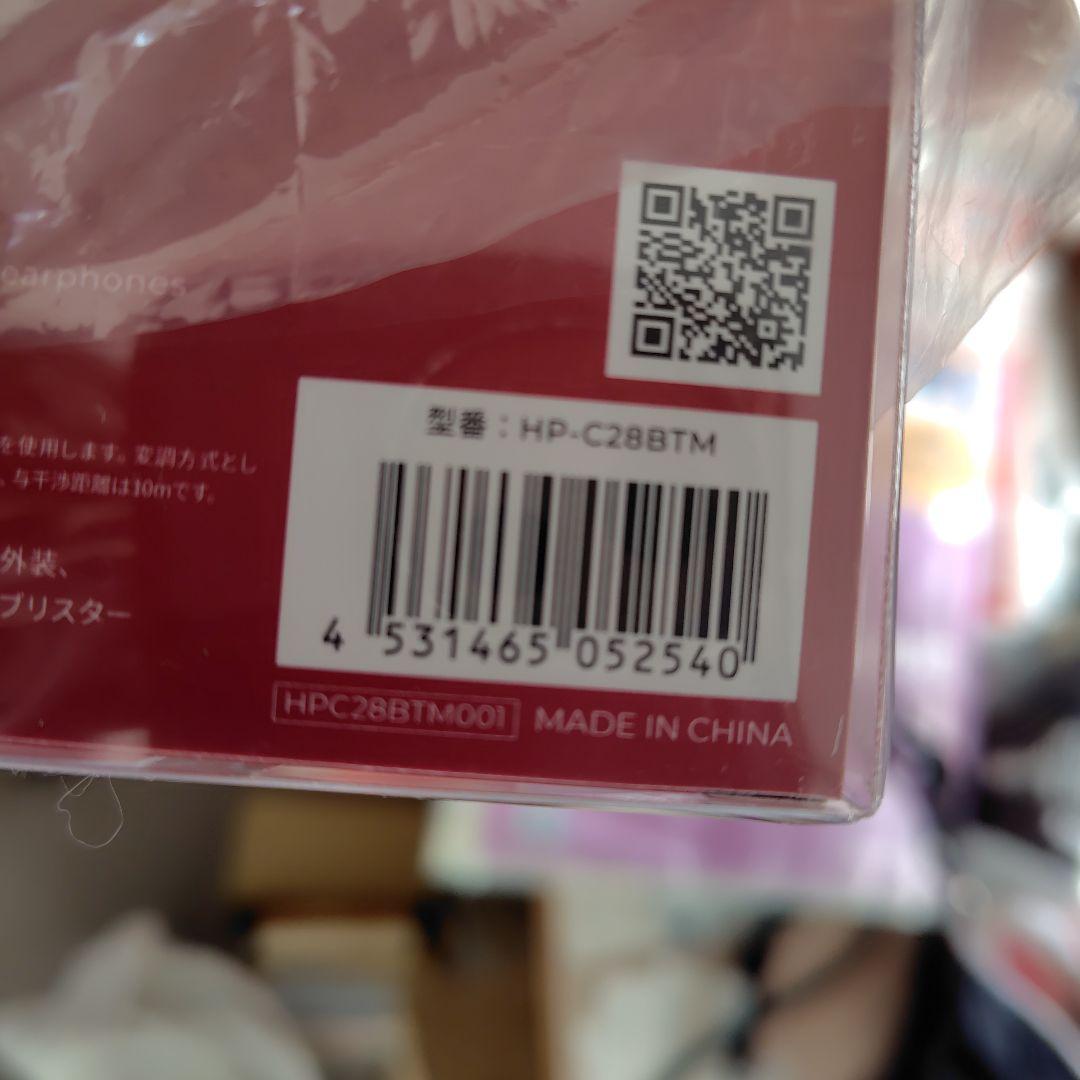 earphones
を使用します。変調方式とし
、与干渉距離は10mです。
外装、
ブリスター
型番：HP-C28BTM
4 531465 052540
HPC28BTM001
MADE IN CHINA